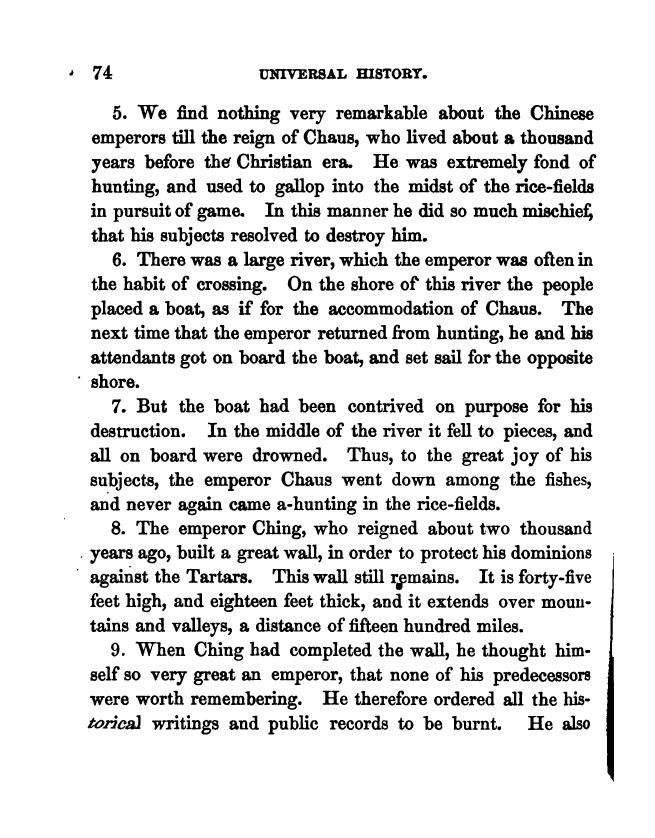 74 UNIVERSAL HISTORY.
5. We find nothing very remarkable about the Chinese
emperors till the reign of Chaus, who lived about a thousand
years before the Christian era. He was extremely fond of
hunting, and used to gallop into the midst of the rice-fields
in pursuit of game. In this manner he did so much mischief,
that his subjects resolved to destroy him.
6. There was a large river, which the emperor was often in
the habit of crossing. On the shore of this river the people
placed a boat, as if for the accommodation of Chaus. The
next time that the emperor returned from hunting, he and his
attendants got on board the boat, and set sail for the opposite
shore.
7. But the boat had been contrived on purpose for his
destruction. In the middle of the river it fell to pieces, and
all on board were drowned. Thus, to the great joy of his
subjects, the emperor Chaus went down among the fishes,
and never again came a-hunting in the rice-fields.
8. The emperor Ching, who reigned about two thousand
years ago, built a great wall, in order to protect his dominions
against the Tartars. This wall still remains. It is forty-five
feet high, and eighteen feet thick, and it extends over moun-
tains and valleys, a distance of fifteen hundred miles.
9. When Ching had completed the wall, he thought him-
self so very great an emperor, that none of his predecessors
were worth remembering. He therefore ordered all the his-
torical writings and public records to be burnt. He also